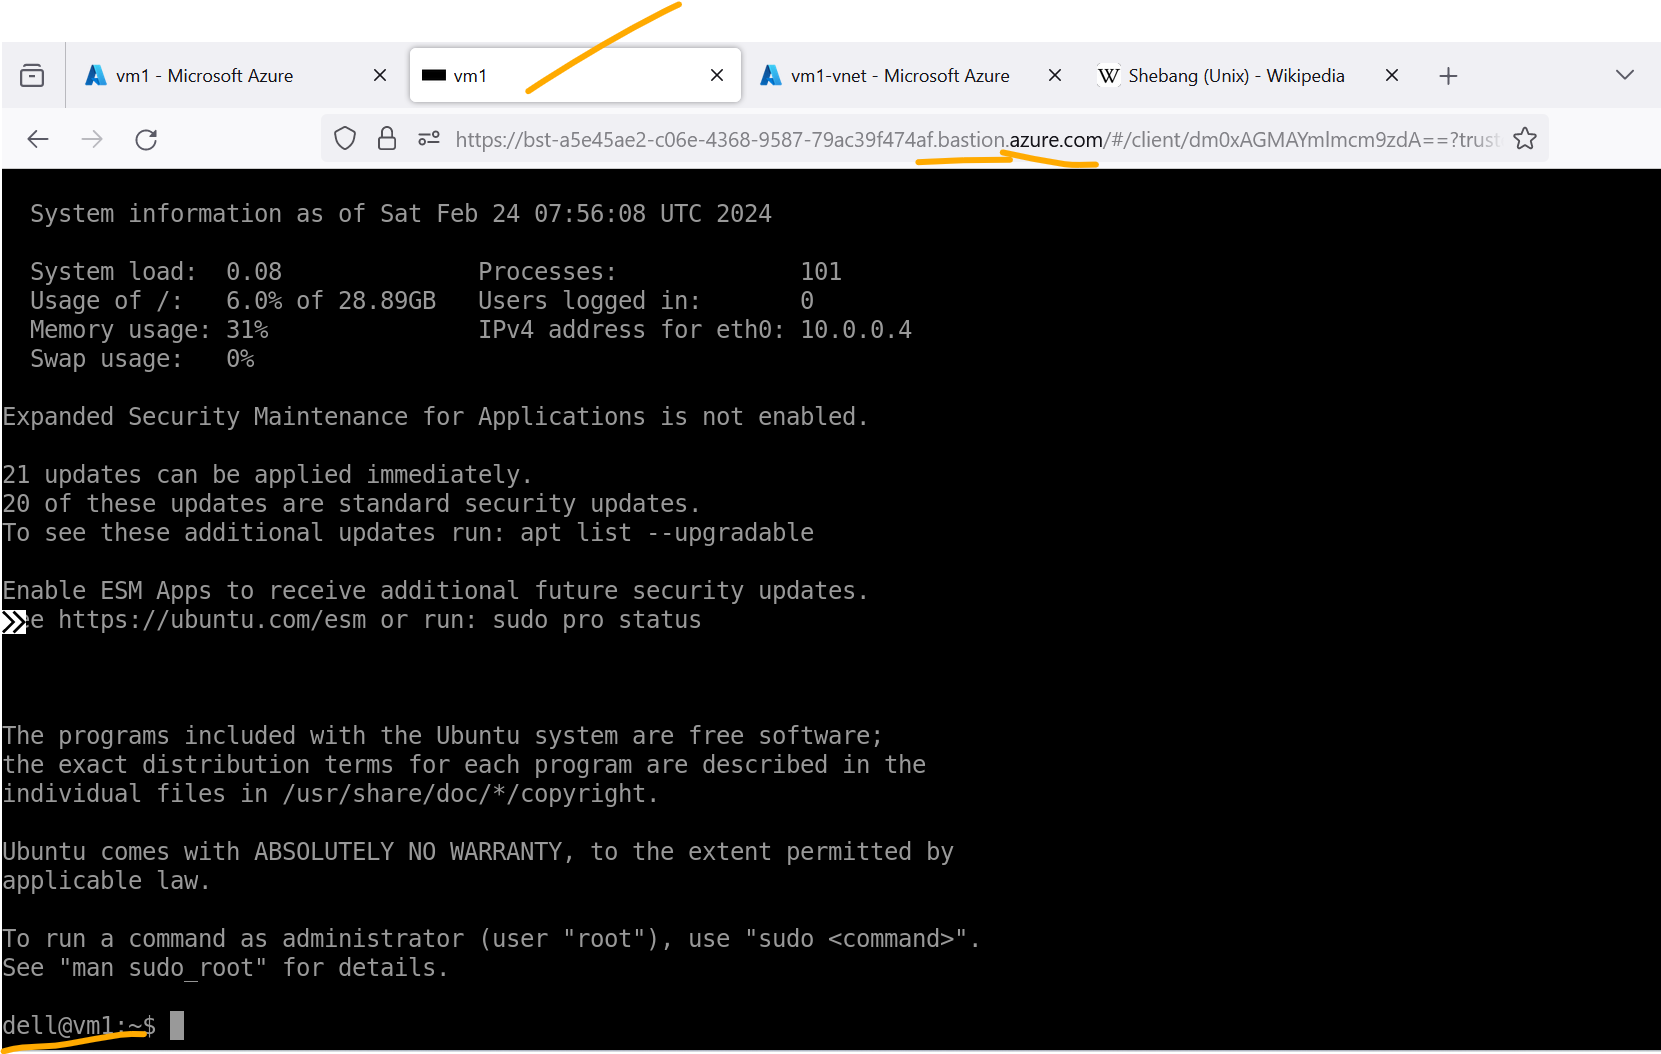 vm1 - Microsoft Azure
vm1
vm1-vnet - Microsoft Azure
W Shebang (Unix) - Wikipedia
https://bst-a5e45ae2-c06e-4368-9587-79ac39f474af.bastion.azure.com/#/client/dm0xAGMAYmlmcm9zdA==?trust
System information as of Sat Feb 24 07:56:08 UTC 2024
System load: 0.08 Processes: 101
Usage of /: 6.0% of 28.89GB Users logged in: 0
Memory usage: 31% IPv4 address for eth0: 10.0.0.4
Swap usage: 0%
Expanded Security Maintenance for Applications is not enabled.
21 updates can be applied immediately.
20 of these updates are standard security updates.
To see these additional updates run: apt list --upgradable
Enable ESM Apps to receive additional future security updates.
ee https://ubuntu.com/esm or run: sudo pro status
The programs included with the Ubuntu system are free software;
the exact distribution terms for each program are described in the
individual files in /usr/share/doc/*/copyright.
Ubuntu comes with ABSOLUTELY NO WARRANTY, to the extent permitted by
applicable law.
To run a command as administrator (user "root"), use "sudo <command>".
See "man sudo_root" for details.
dell@vm1:~$